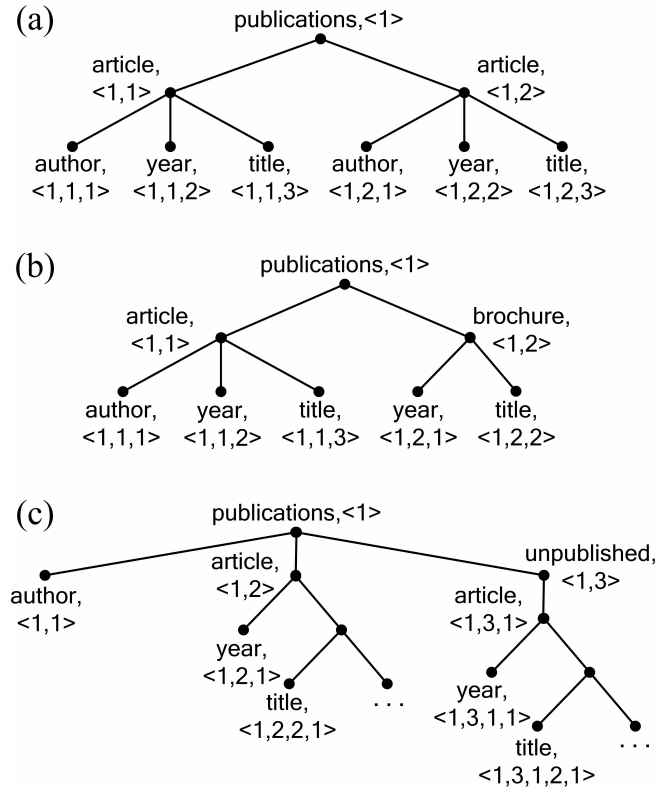 (a)
publications,<1>
article,
<1,1>
article,
<1,2>
author,
<1,1,1>
year,
<1,1,2>
title,
<1,1,3>
author,
<1,2,1>
year,
<1,2,2>
title,
<1,2,3>
(b)
publications,<1>
article,
<1,1>
brochure,
<1,2>
author,
<1,1,1>
year,
<1,1,2>
title,
<1,1,3>
year,
<1,2,1>
title,
<1,2,2>
(c)
publications,<1>
author,
<1,1>
article,
<1,2>
unpublished,
<1,3>
year,
<1,2,1>
title,
<1,2,2,1>
...
article,
<1,3,1>
year,
<1,3,1,1>
title,
<1,3,1,2,1>
...